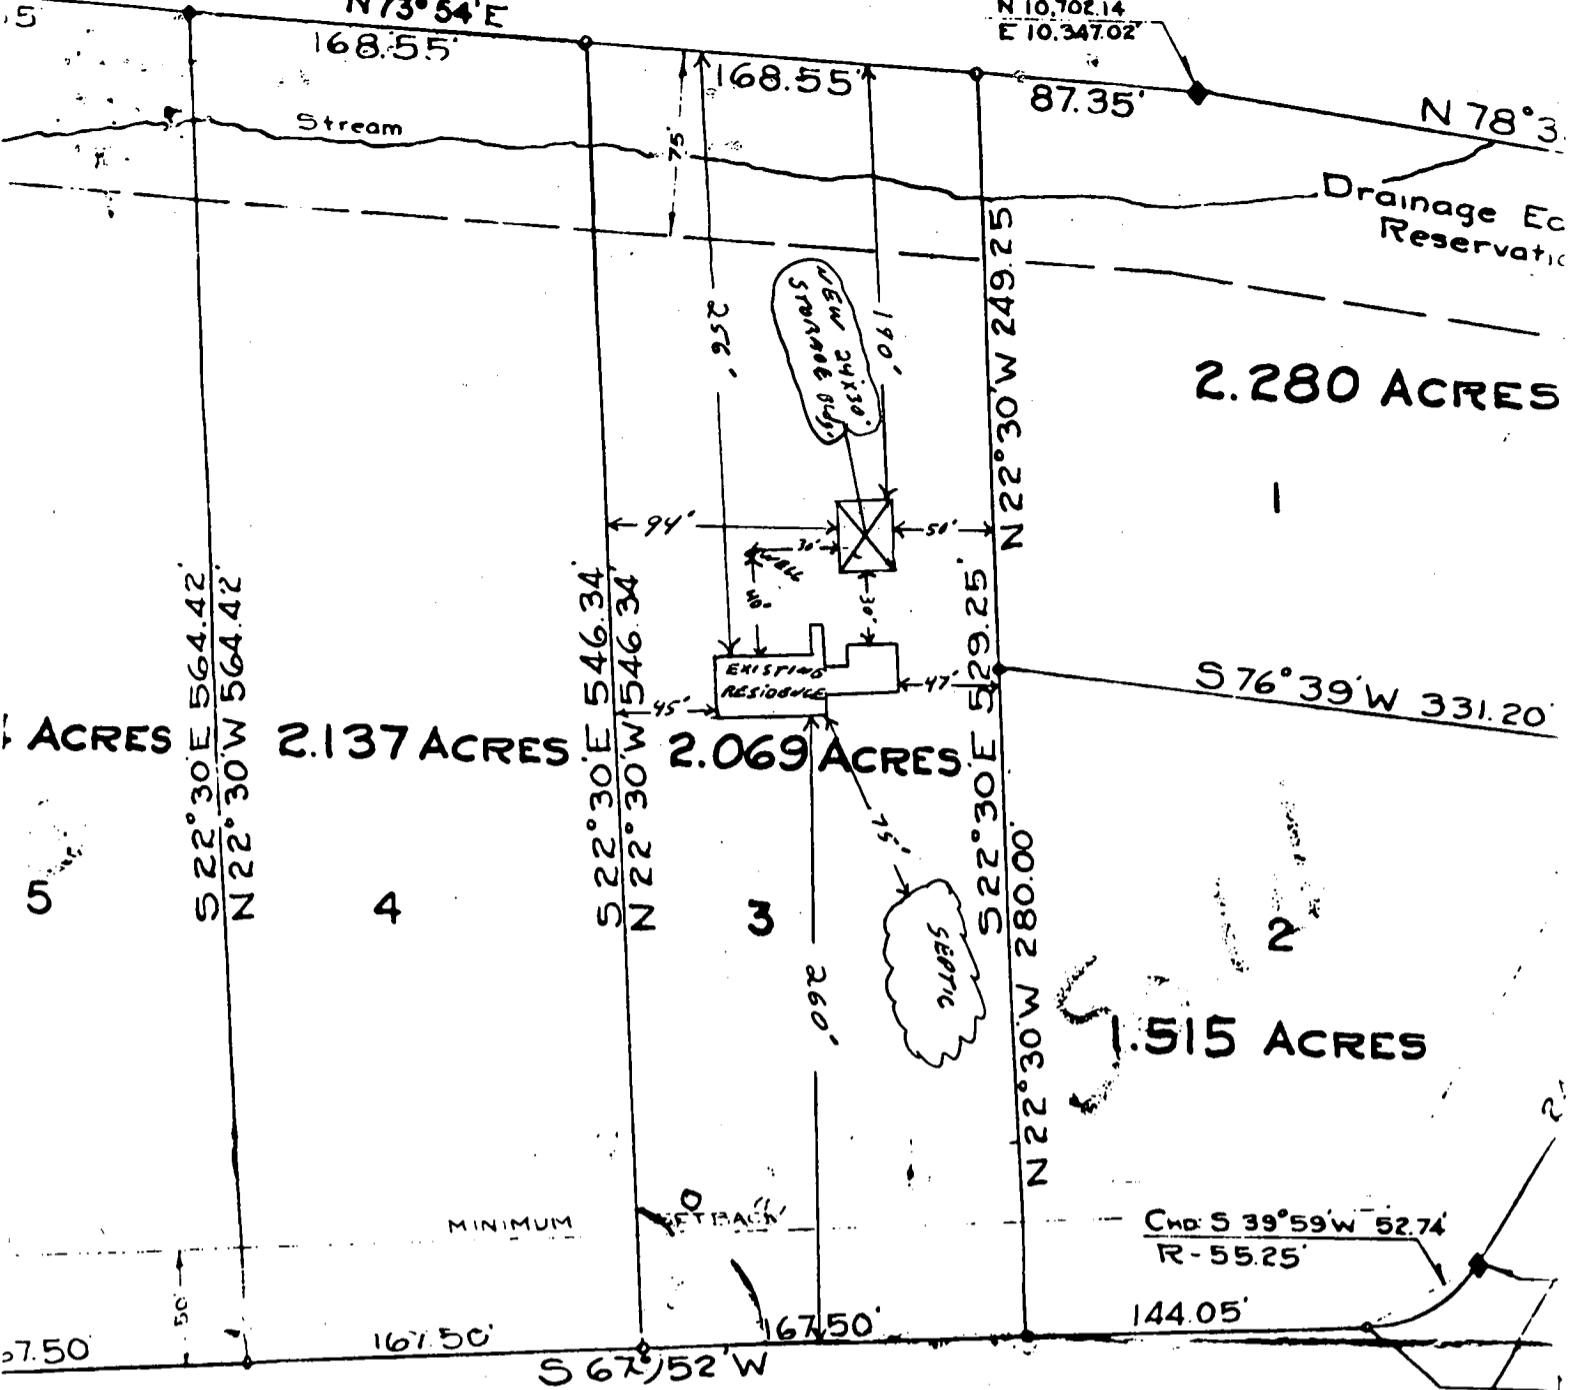 5
N 73° 54' E
168.55'
168.55'
N 10,702.14
E 10,347.02'
87.35'
N 78° 3
Stream
75'
Drainage
Reservatio
256'
190'
NEW 24x30'
STORAGE Bldg.
N 22° 30' W 249.25
2.280 ACRES
1
94'
50'
30'
WELL
40'
30'
EXISTING
RESIDENCE
45'
47'
S 22° 30' E 564.42'
N 22° 30' W 564.42'
S 22° 30' E 546.34'
N 22° 30' W 546.34'
S 22° 30' E 529.25'
S 76° 39' W 331.20'
ACRES
2.137 ACRES
2.069 ACRES
75'
5
4
3
2
SEPTIC
260'
N 22° 30' W 280.00'
1.515 ACRES
MINIMUM SETBACK
50'
CHD: S 39° 59' W 52.74'
R - 55.25'
67.50'
167.50'
167.50'
144.05'
S 67° 52' W